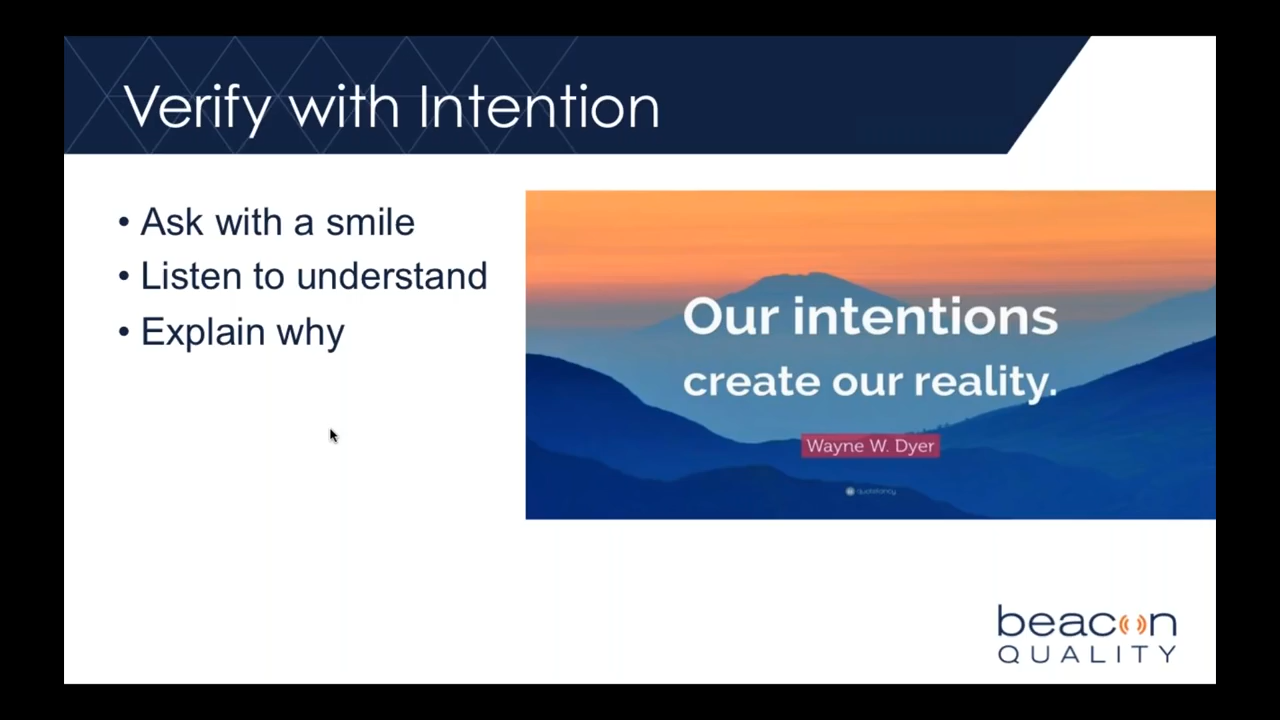 Verify with Intention
• Ask with a smile
• Listen to understand
• Explain why
Our intentions
create our reality.
Wayne W. Dyer
quotefancy
beacon
QUALITY